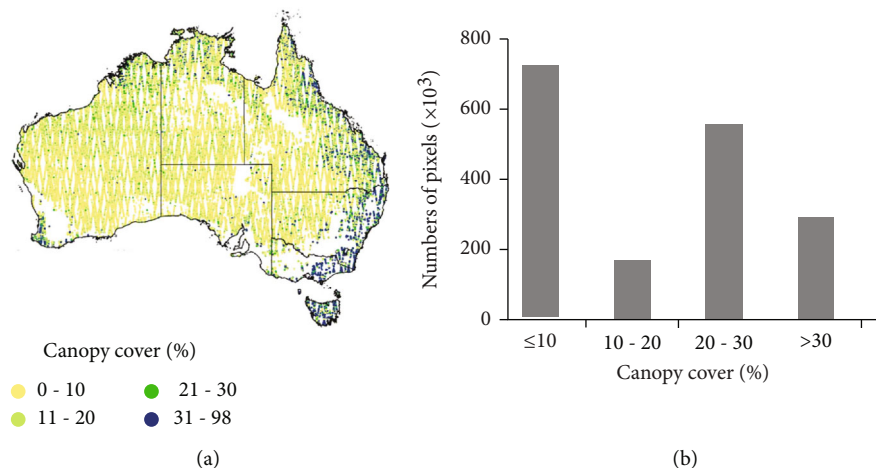 Canopy cover (%)
0 - 10
21 - 30
11 - 20
31 - 98
(a)
Numbers of pixels (×10³)
800
600
400
200
0
≤10
10 - 20
20 - 30
>30
Canopy cover (%)
(b)